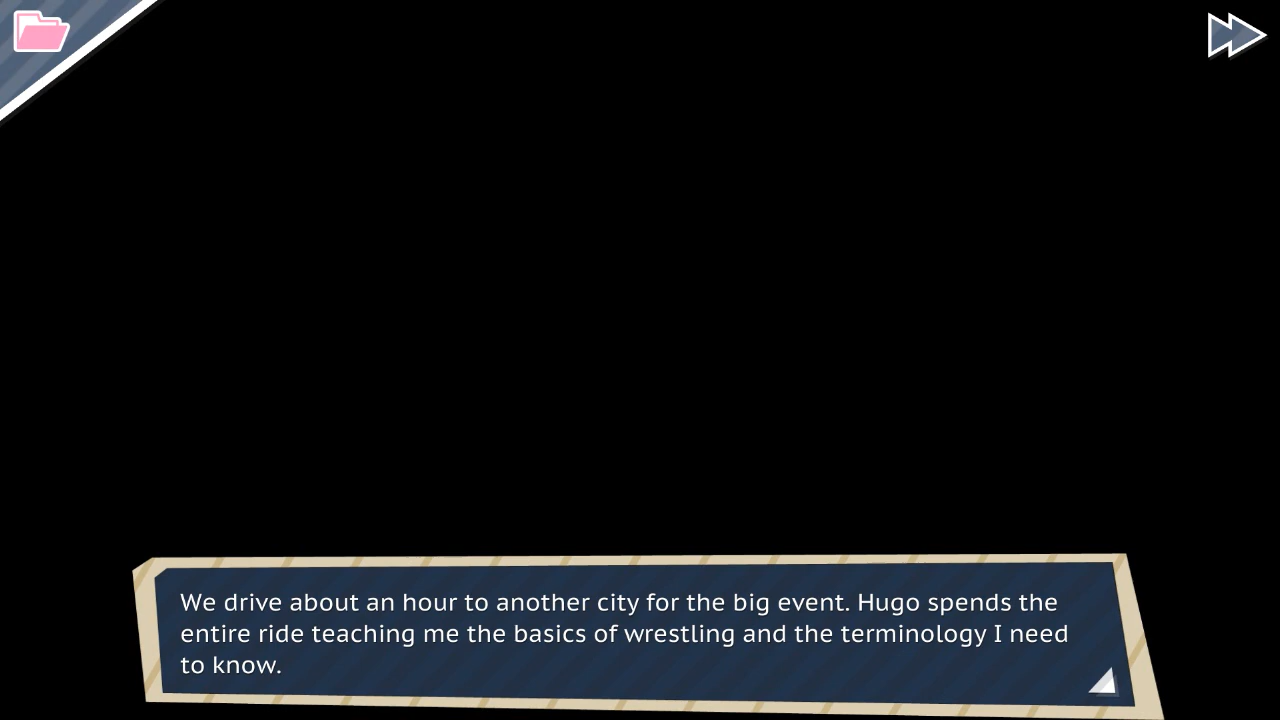 We drive about an hour to another city for the big event. Hugo spends the
entire ride teaching me the basics of wrestling and the terminology I need
to know.